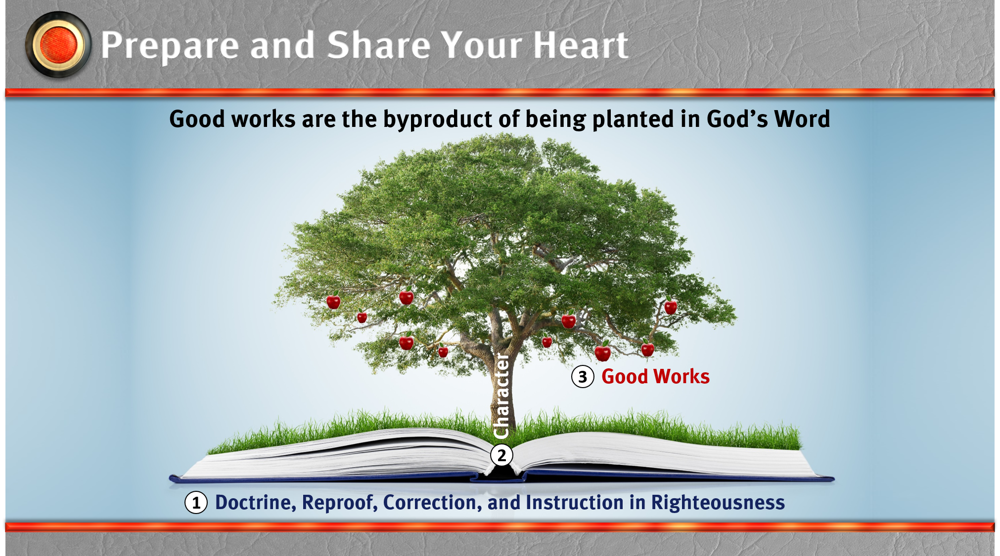 Prepare and Share Your Heart
Good works are the byproduct of being planted in God’s Word
3 Good Works
Character
2
1 Doctrine, Reproof, Correction, and Instruction in Righteousness